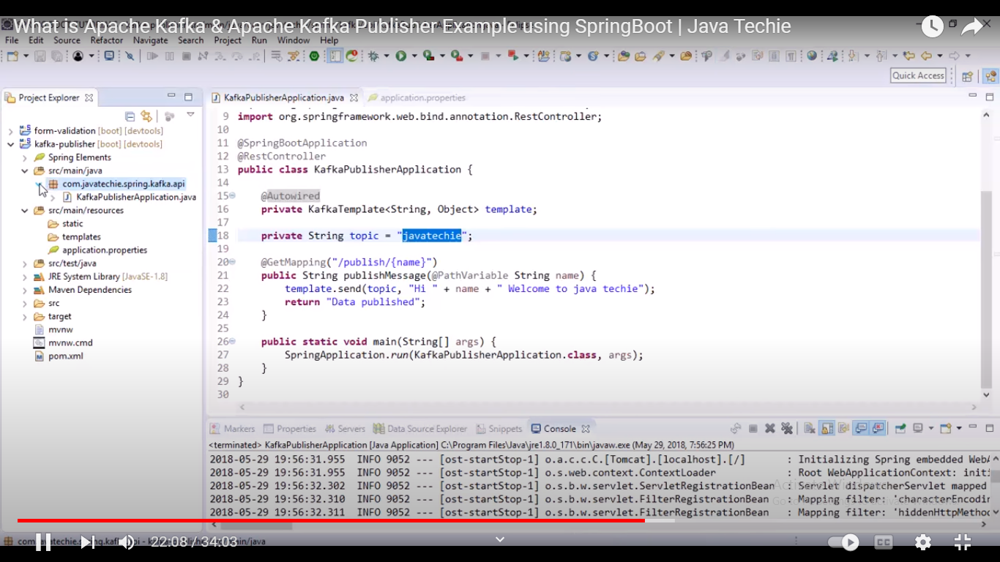 What is Apache Kafka & Apache Kafka Publisher Example using SpringBoot | Java Techie
File Edit Source Refactor Navigate Search Project Run Window Help
Quick Access
Project Explorer
form-validation [boot] [devtools]
kafka-publisher [boot] [devtools]
Spring Elements
src/main/java
com.javatechie.spring.kafka.api
KafkaPublisherApplication.java
src/main/resources
static
templates
application.properties
src/test/java
JRE System Library [JavaSE-1.8]
Maven Dependencies
src
target
mvnw
mvnw.cmd
pom.xml
KafkaPublisherApplication.java application.properties
9 import org.springframework.web.bind.annotation.RestController;
10
11 @SpringBootApplication
12 @RestController
13 public class KafkaPublisherApplication {
14
15 @Autowired
16 private KafkaTemplate<String, Object> template;
17
18 private String topic = "javatechie";
19
20 @GetMapping("/publish/{name}")
21 public String publishMessage(@PathVariable String name) {
22 template.send(topic, "Hi " + name + " Welcome to java techie");
23 return "Data published";
24 }
25
26 public static void main(String[] args) {
27 SpringApplication.run(KafkaPublisherApplication.class, args);
28 }
29 }
30
Markers Properties Servers Data Source Explorer Snippets Console
<terminated> KafkaPublisherApplication [Java Application] C:\Program Files\Java\jre1.8.0_171\bin\javaw.exe (May 29, 2018, 7:56:25 PM)
2018-05-29 19:56:31.955 INFO 9052 --- [ost-startStop-1] o.a.c.c.C.[Tomcat].[localhost].[/] : Initializing Spring embedded WebA
2018-05-29 19:56:31.955 INFO 9052 --- [ost-startStop-1] o.s.web.context.ContextLoader : Root WebApplicationContext: initi
2018-05-29 19:56:32.302 INFO 9052 --- [ost-startStop-1] o.s.b.w.servlet.ServletRegistrationBean : Servlet dispatcherServlet mapped
2018-05-29 19:56:32.310 INFO 9052 --- [ost-startStop-1] o.s.b.w.servlet.FilterRegistrationBean : Mapping filter: 'characterEncodin
2018-05-29 19:56:32.311 INFO 9052 --- [ost-startStop-1] o.s.b.w.servlet.FilterRegistrationBean : Mapping filter: 'hiddenHttpMethod
22:08 / 34:03
CC